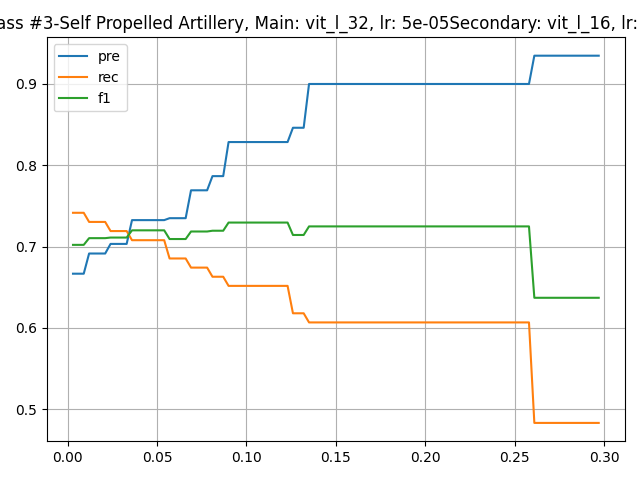 ass #3-Self Propelled Artillery, Main: vit_l_32, lr: 5e-05Secondary: vit_l_16, lr:
pre
rec
f1
0.9
0.8
0.7
0.6
0.5
0.00 0.05 0.10 0.15 0.20 0.25 0.30